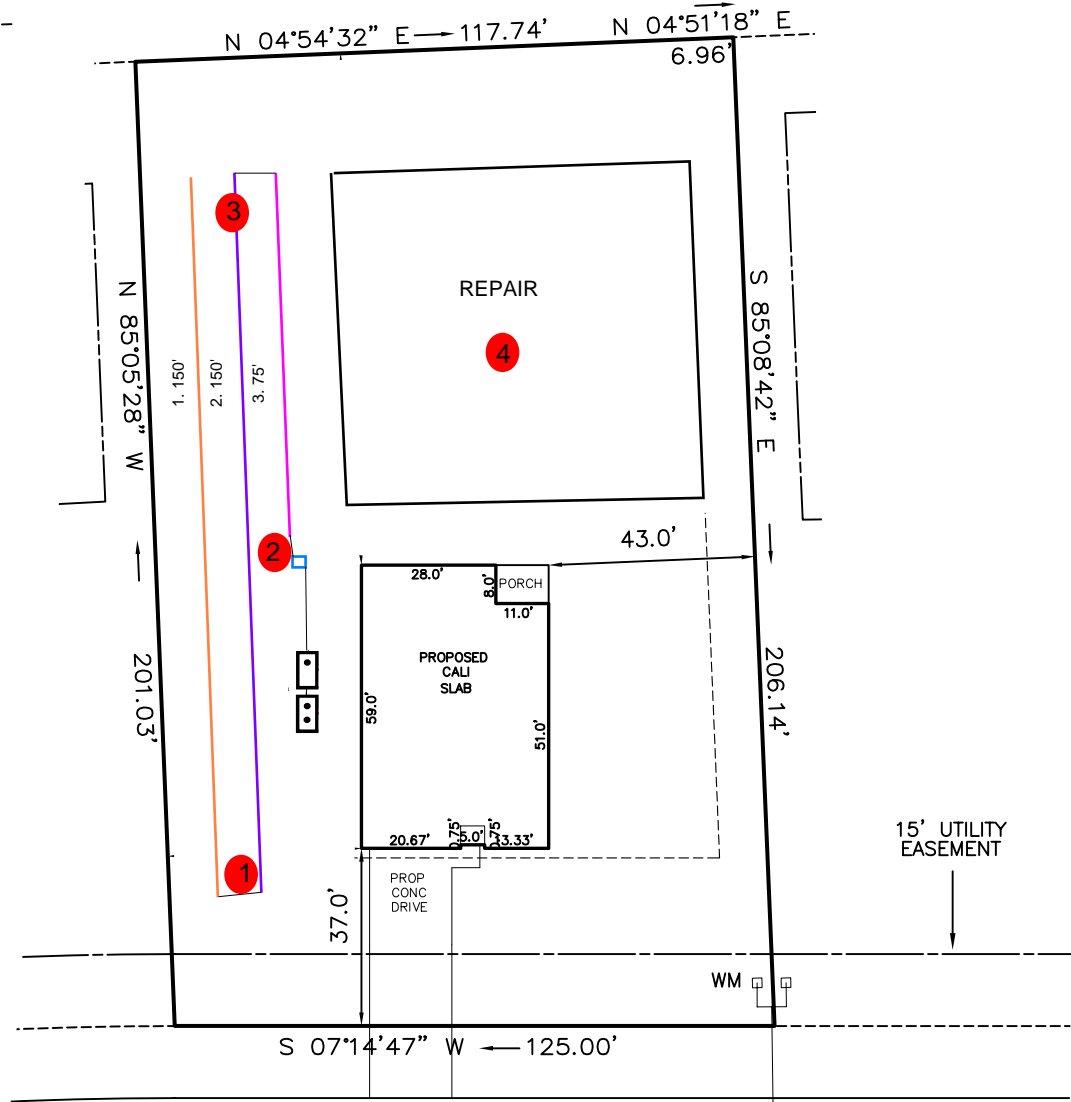 N 04°54'32" E 117.74'
N 04°51'18" E
6.96'
3
REPAIR
4
N 85°05'28" W
201.03'
S 85°08'42" E
206.14'
1. 150'
2. 150'
3. 75'
2
43.0'
28.0'
8.0'
PORCH
11.0'
PROPOSED
CALI
SLAB
59.0'
51.0'
20.67'
0.75'
5.0'
0.75'
13.33'
1
PROP
CONC
DRIVE
37.0'
15' UTILITY
EASEMENT
WM
S 07°14'47" W 125.00'